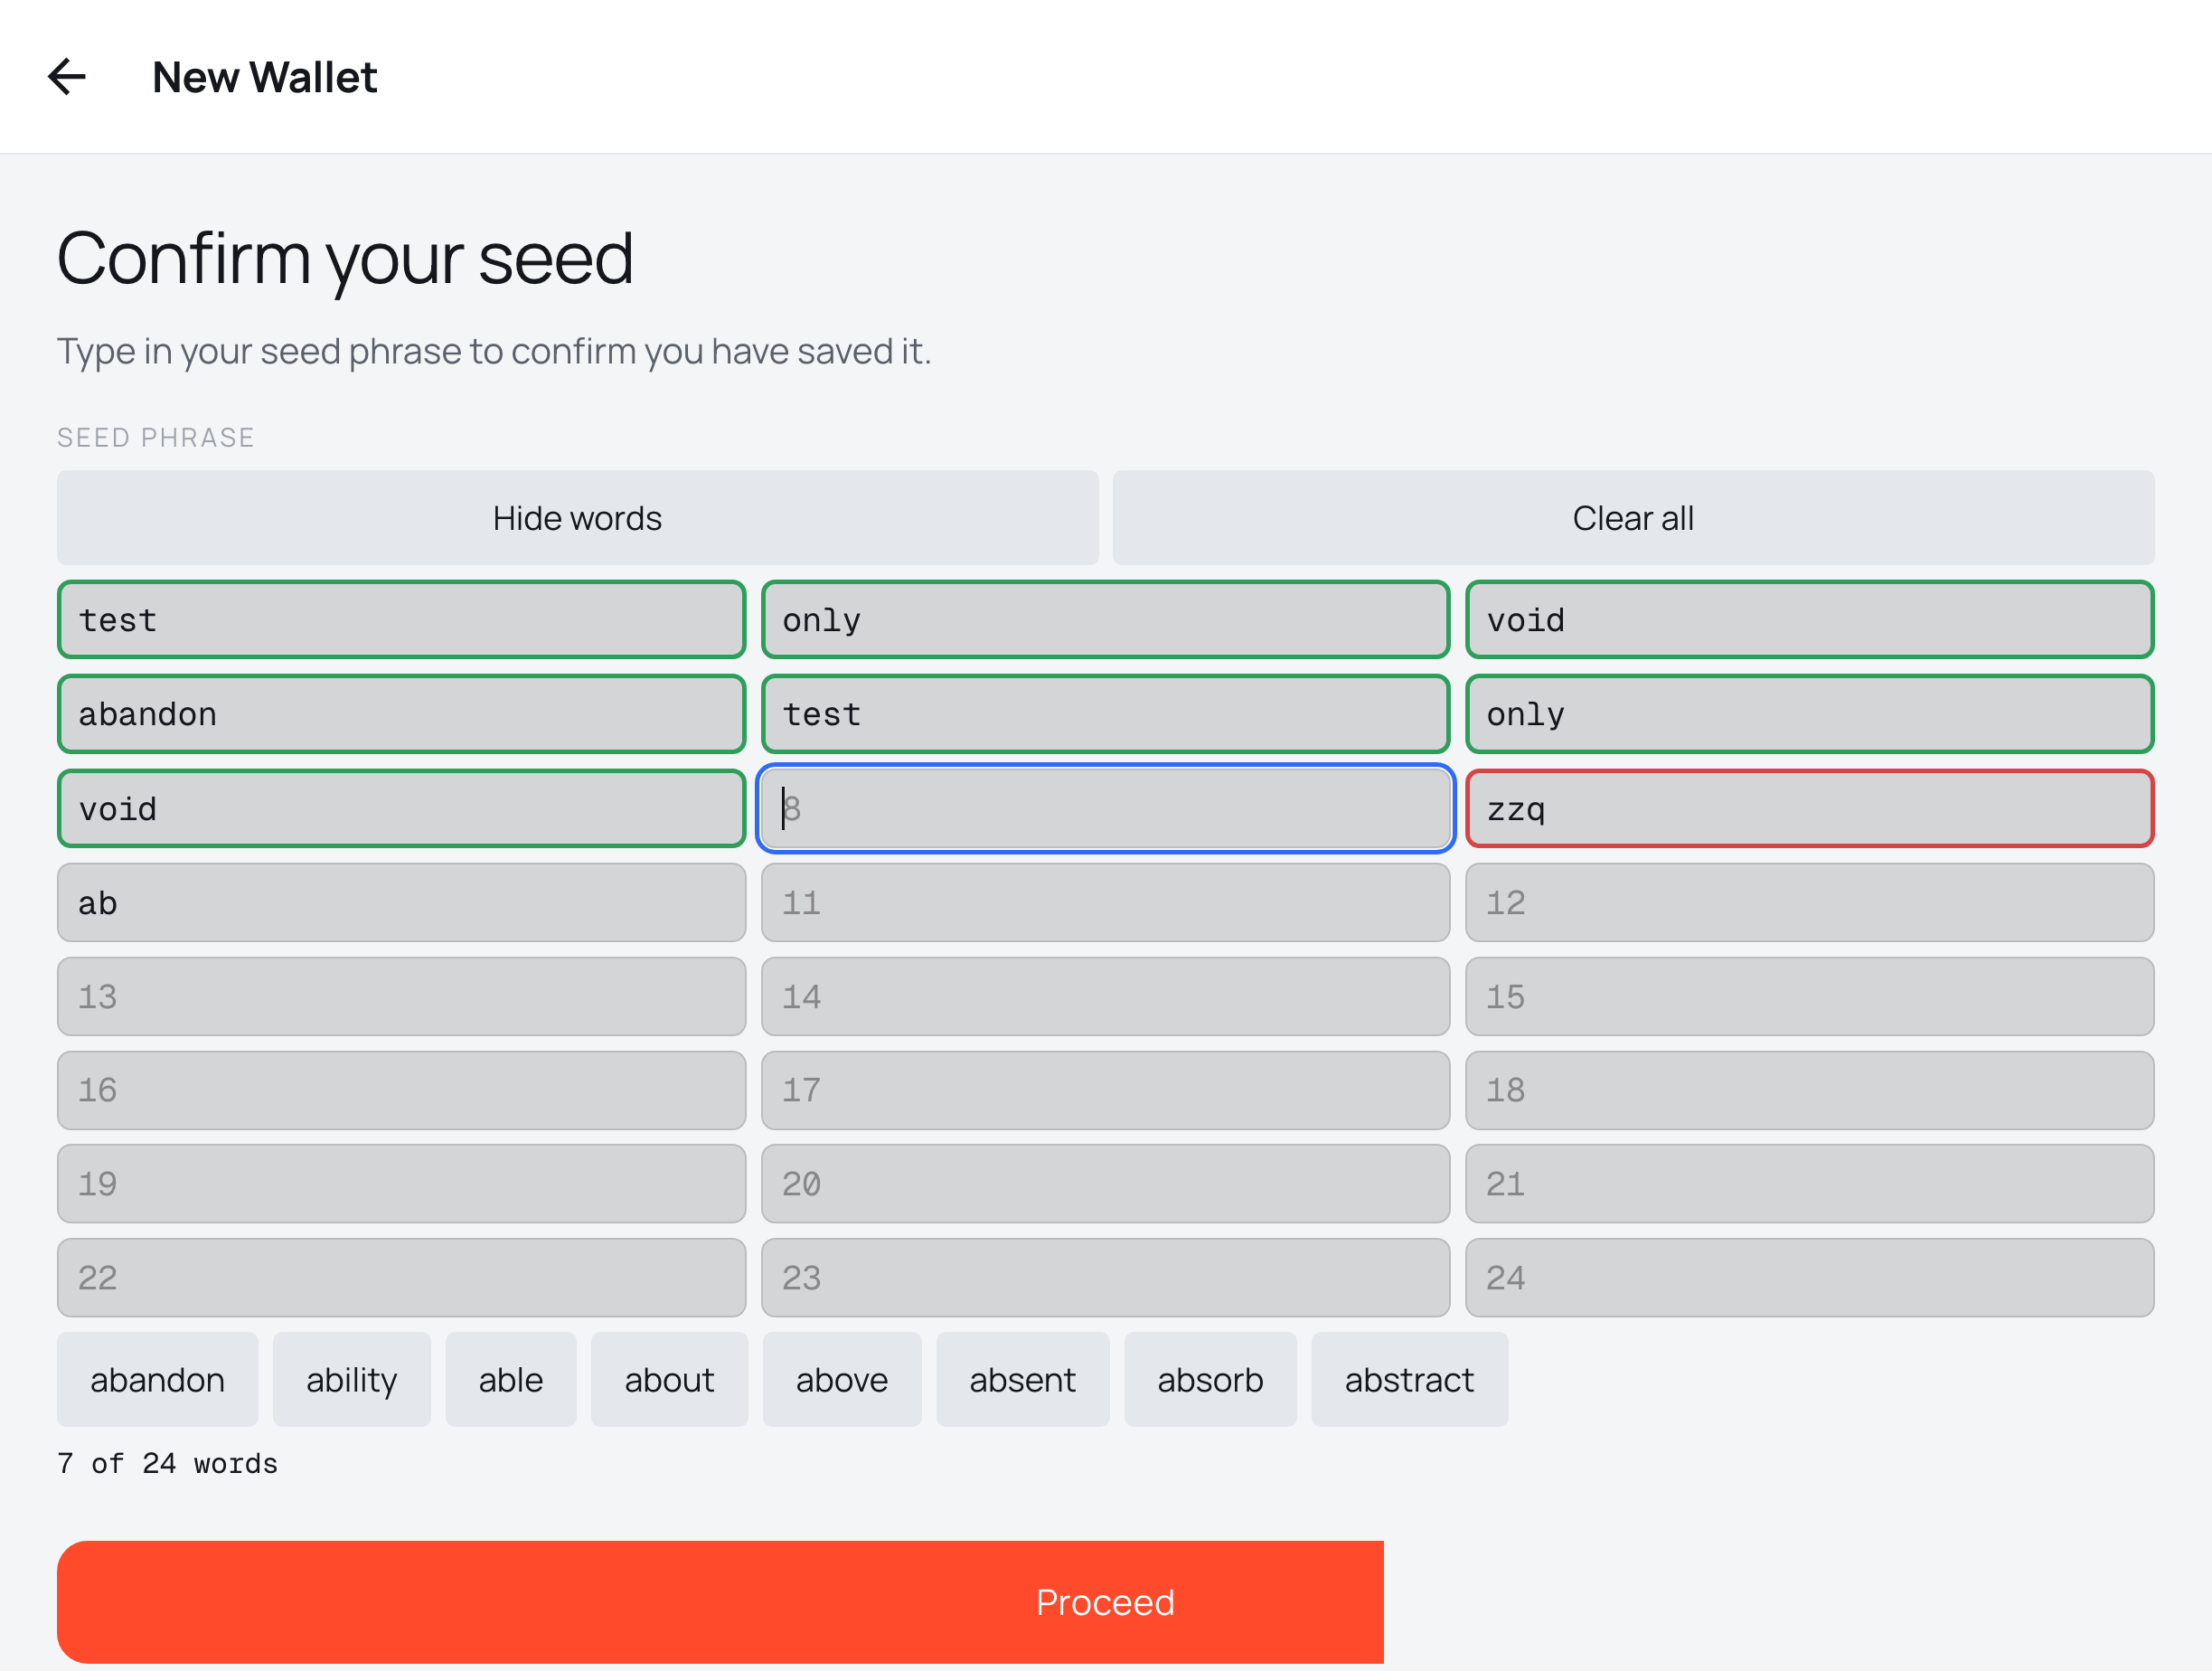 New Wallet
Confirm your seed
Type in your seed phrase to confirm you have saved it.
SEED PHRASE
Hide words Clear all
test only void
abandon test only
void 8 zzq
ab 11 12
13 14 15
16 17 18
19 20 21
22 23 24
abandon ability able about above absent absorb abstract
7 of 24 words
Proceed